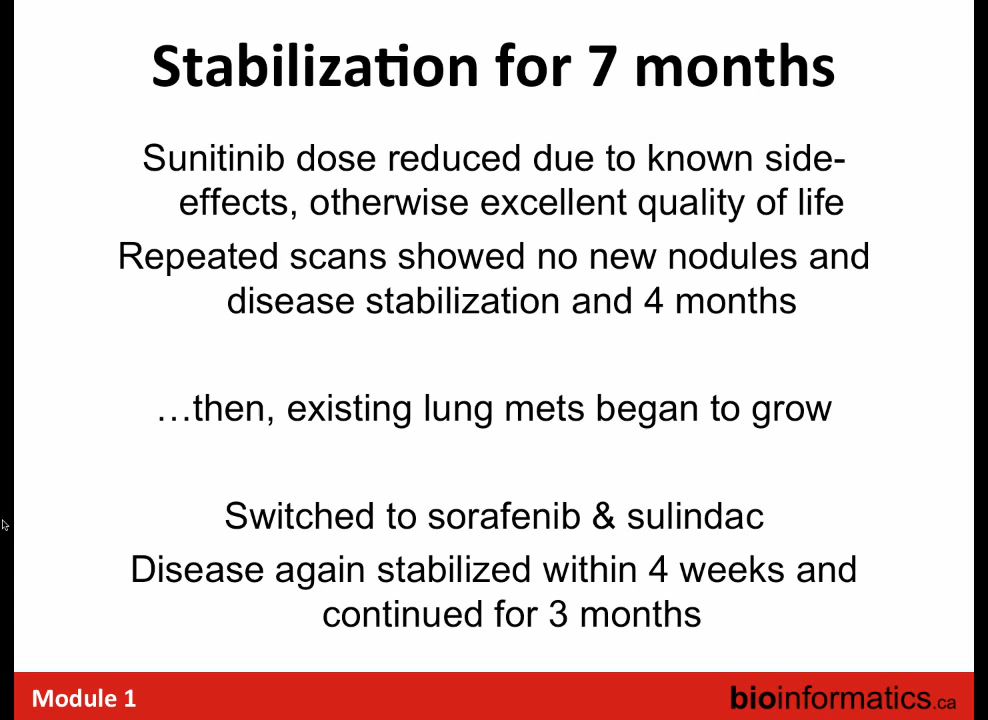 Stabilization for 7 months
Sunitinib dose reduced due to known side-
effects, otherwise excellent quality of life
Repeated scans showed no new nodules and
disease stabilization and 4 months
…then, existing lung mets began to grow
Switched to sorafenib & sulindac
Disease again stabilized within 4 weeks and
continued for 3 months
Module 1
bioinformatics.ca